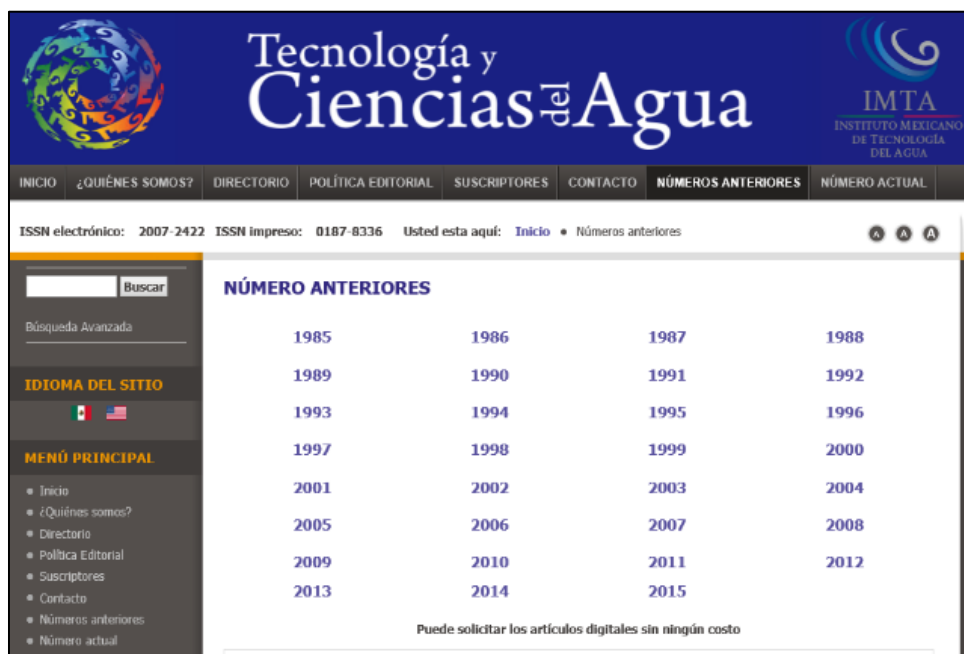 Tecnología y
Ciencias del Agua
IMTA
INSTITUTO MEXICANO
DE TECNOLOGÍA
DEL AGUA
INICIO ¿QUIÉNES SOMOS? DIRECTORIO POLÍTICA EDITORIAL SUSCRIPTORES CONTACTO NÚMEROS ANTERIORES NÚMERO ACTUAL
ISSN electrónico: 2007-2422 ISSN impreso: 0187-8336 Usted esta aquí: Inicio • Números anteriores A A A
Buscar
Búsqueda Avanzada
IDIOMA DEL SITIO
MENÚ PRINCIPAL
• Inicio
• ¿Quiénes somos?
• Directorio
• Política Editorial
• Suscriptores
• Contacto
• Números anteriores
• Número actual
NÚMERO ANTERIORES
1985 1986 1987 1988
1989 1990 1991 1992
1993 1994 1995 1996
1997 1998 1999 2000
2001 2002 2003 2004
2005 2006 2007 2008
2009 2010 2011 2012
2013 2014 2015
Puede solicitar los artículos digitales sin ningún costo